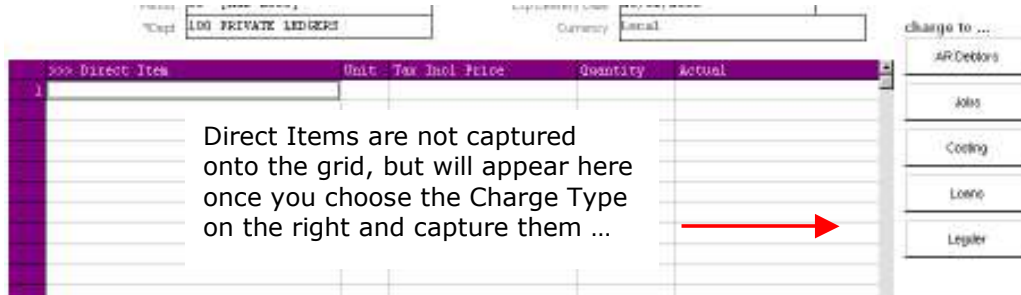 *Dept 100 PRIVATE LEDGERS
Currency Local
charge to ...
>>> Direct Item Unit Tax Incl Price Quantity Actual
AR Debtors
1
Jobs
Direct Items are not captured
onto the grid, but will appear here
once you choose the Charge Type
on the right and capture them …
Costing
Loans